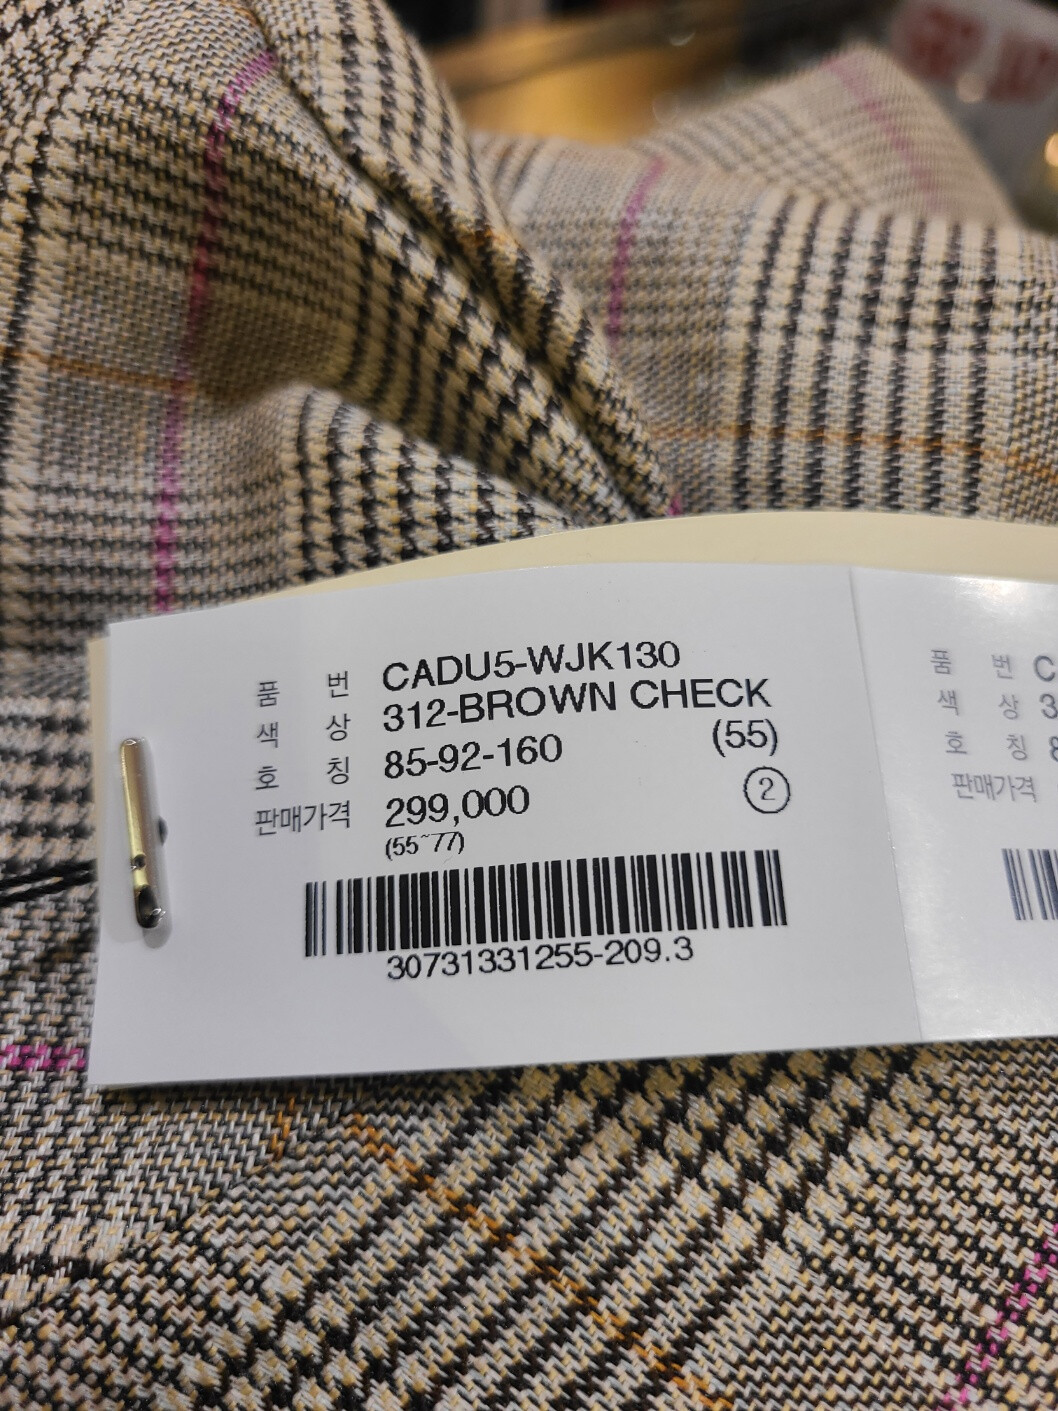 품 번 CADU5-WJK130
색 상 312-BROWN CHECK
호 칭 85-92-160 (55)
판매가격 299,000 ②
(55~77)
30731331255-209.3
품 번 C
색 상 3
호 칭 8
판매가격